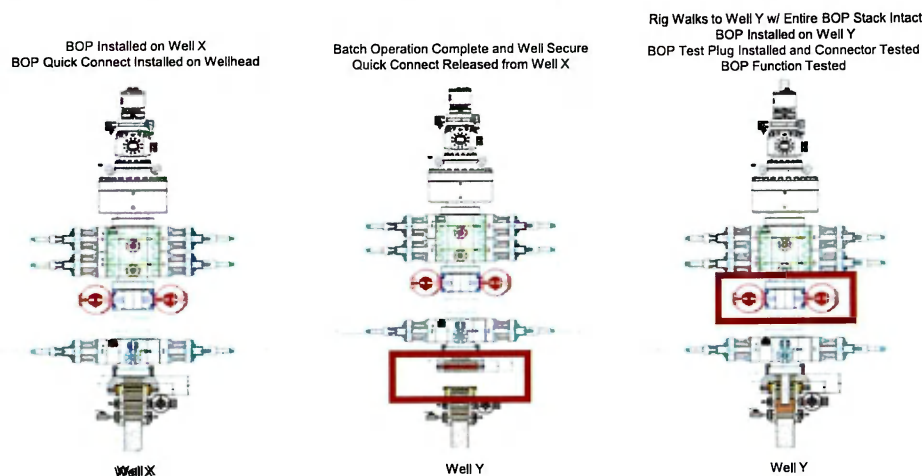 BOP Installed on Well X
BOP Quick Connect Installed on Wellhead
Batch Operation Complete and Well Secure
Quick Connect Released from Well X
Rig Walks to Well Y w/ Entire BOP Stack Intact
BOP Installed on Well Y
BOP Test Plug Installed and Connector Tested
BOP Function Tested
Well X
Well Y
Well Y